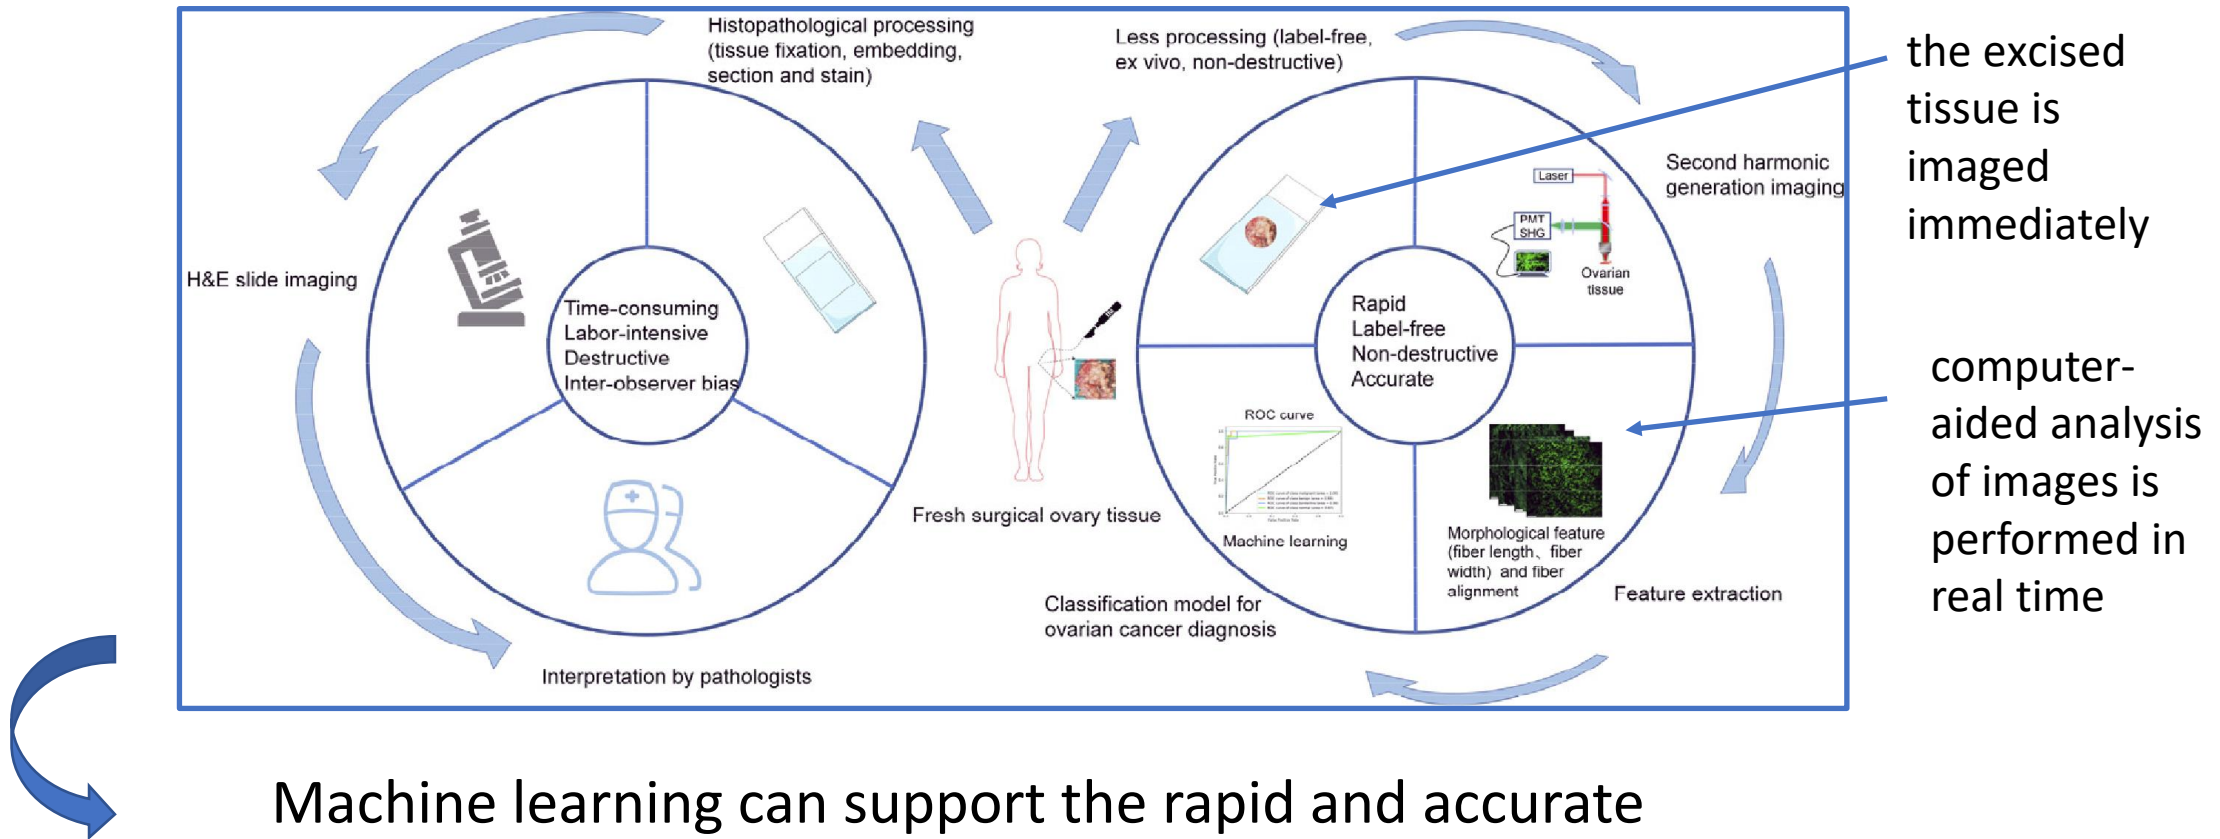 Histopathological processing
(tissue fixation, embedding,
section and stain)
Less processing (label-free,
ex vivo, non-destructive)
the excised
tissue is
imaged
immediately
Second harmonic
generation imaging
Laser
PMT
SHG
Ovarian
tissue
H&E slide imaging
Time-consuming
Labor-intensive
Destructive
Inter-observer bias
Rapid
Label-free
Non-destructive
Accurate
computer-
aided analysis
of images is
performed in
real time
ROC curve
Machine learning
Morphological feature
(fiber length、fiber
width) and fiber
alignment
Fresh surgical ovary tissue
Feature extraction
Classification model for
ovarian cancer diagnosis
Interpretation by pathologists
Machine learning can support the rapid and accurate